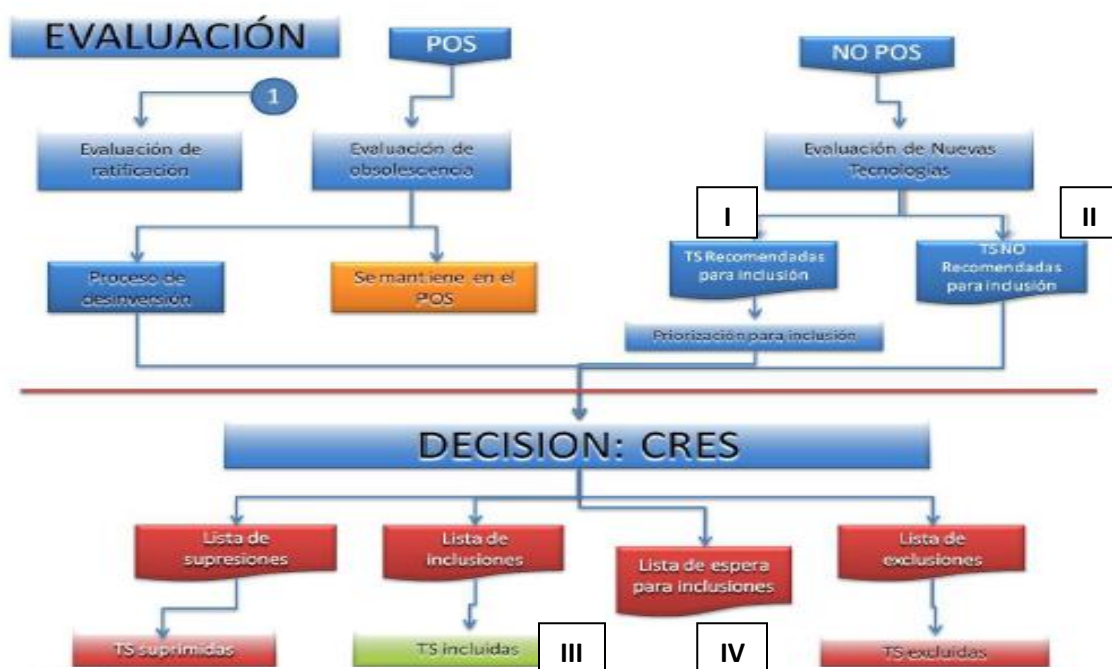 EVALUACIÓN
POS
NO POS
1
Evaluación de
ratificación
Evaluación de
obsolesciencia
Evaluación de Nuevas
Tecnologías
I
II
Proceso de
desinversión
Se mantiene en el
POS
TS Recomendadas
para inclusión
TS NO
Recomendadas
para inclusión
Priorización para inclusión
DECISION: CRES
Lista de
supresiones
Lista de
inclusiones
Lista de espera
para inclusiones
Lista de
exclusiones
TS suprimidas
TS incluidas
III
IV
TS excluidas